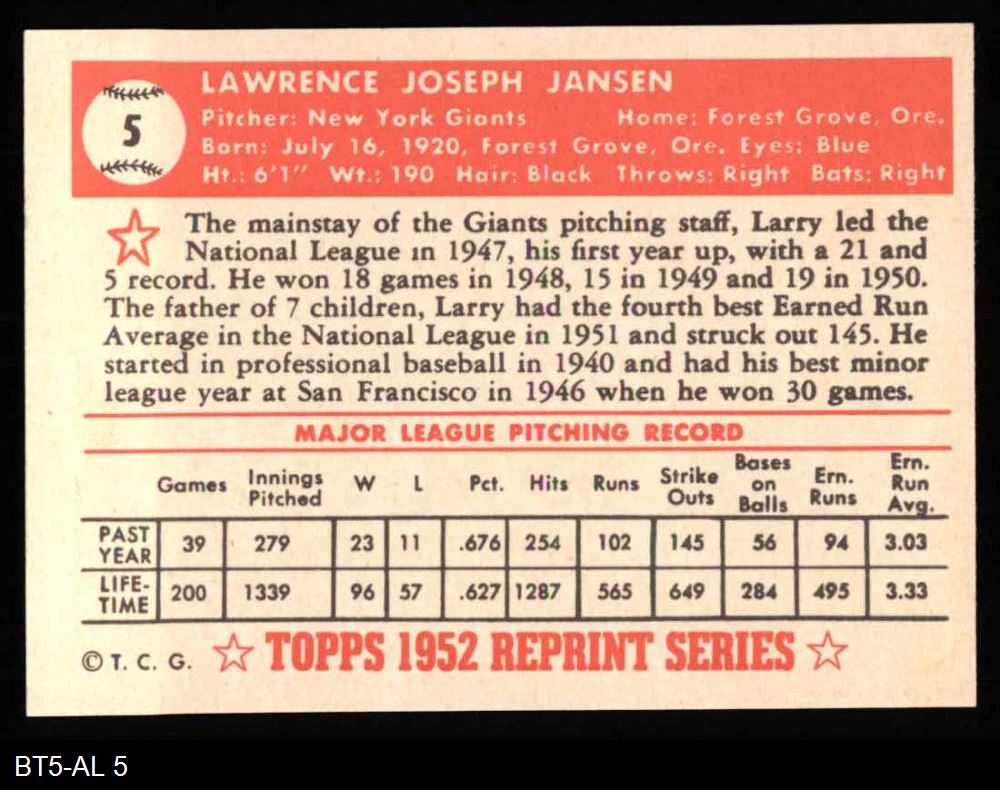 5
LAWRENCE JOSEPH JANSEN
Pitcher: New York Giants Home: Forest Grove, Ore.
Born: July 16, 1920, Forest Grove, Ore. Eyes: Blue
Ht.: 6'1" Wt.: 190 Hair: Black Throws: Right Bats: Right
The mainstay of the Giants pitching staff, Larry led the
National League in 1947, his first year up, with a 21 and
5 record. He won 18 games in 1948, 15 in 1949 and 19 in 1950.
The father of 7 children, Larry had the fourth best Earned Run
Average in the National League in 1951 and struck out 145. He
started in professional baseball in 1940 and had his best minor
league year at San Francisco in 1946 when he won 30 games.
MAJOR LEAGUE PITCHING RECORD
Games Innings Pitched W L Pct. Hits Runs Strike Outs Bases on Balls Ern. Runs Ern. Run Avg.
PAST YEAR 39 279 23 11 .676 254 102 145 56 94 3.03
LIFE-TIME 200 1339 96 57 .627 1287 565 649 284 495 3.33
© T. C. G. ☆ TOPPS 1952 REPRINT SERIES ☆
BT5-AL 5